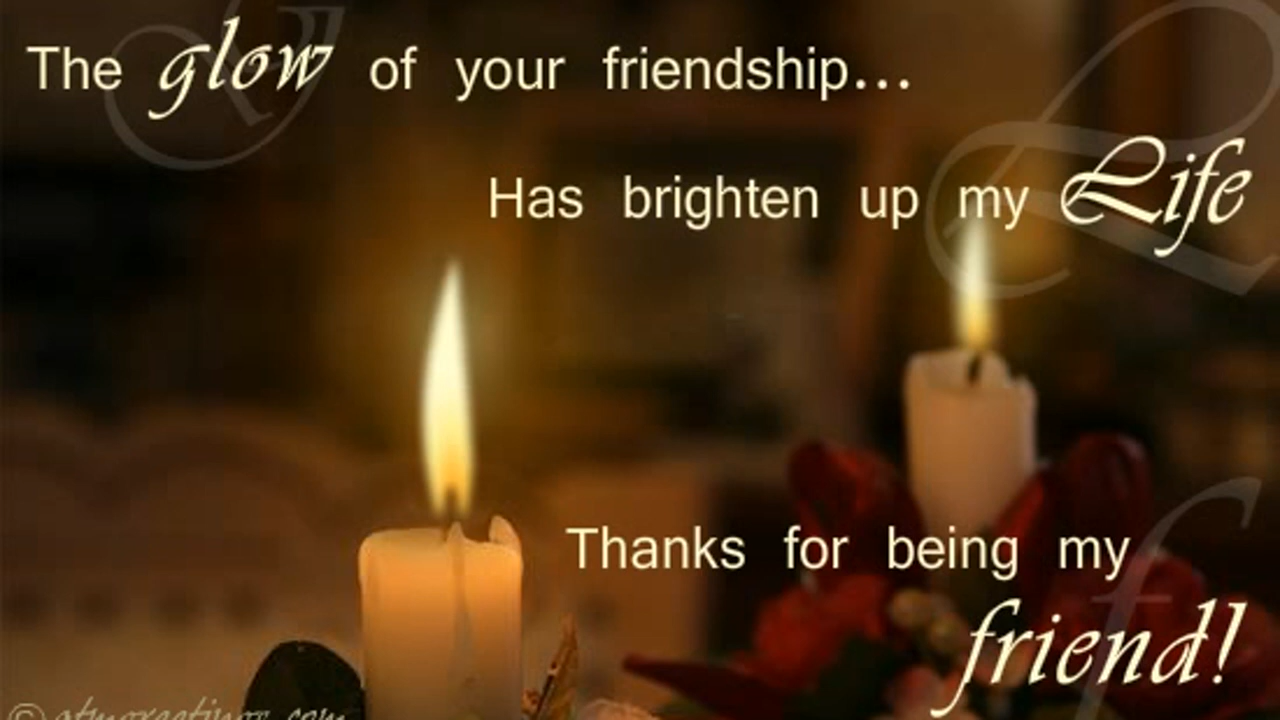 The glow of your friendship...
Has brighten up my Life
Thanks for being my
friend!